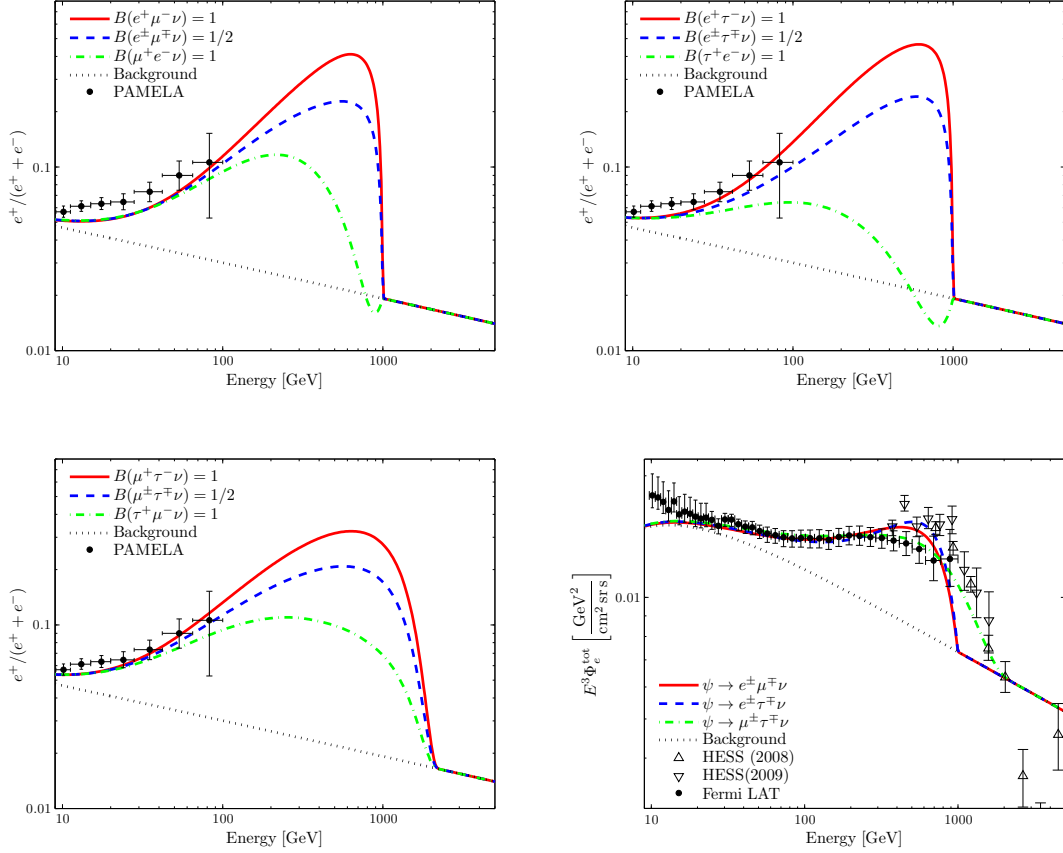 B(e⁺μ⁻ν) = 1
B(e±μ∓ν) = 1/2
B(μ⁺e⁻ν) = 1
Background
PAMELA
0.1
0.01
e⁺/(e⁺ + e⁻)
10 100 1000
Energy [GeV]
B(e⁺τ⁻ν) = 1
B(e±τ∓ν) = 1/2
B(τ⁺e⁻ν) = 1
Background
PAMELA
0.1
0.01
e⁺/(e⁺ + e⁻)
10 100 1000
Energy [GeV]
B(μ⁺τ⁻ν) = 1
B(μ±τ∓ν) = 1/2
B(τ⁺μ⁻ν) = 1
Background
PAMELA
0.1
0.01
e⁺/(e⁺ + e⁻)
10 100 1000
Energy [GeV]
0.01
E³Φₑᵗᵒᵗ [GeV²/cm² sr s]
ψ → e±μ∓ν
ψ → e±τ∓ν
ψ → μ±τ∓ν
Background
HESS (2008)
HESS(2009)
Fermi LAT
10 100 1000
Energy [GeV]